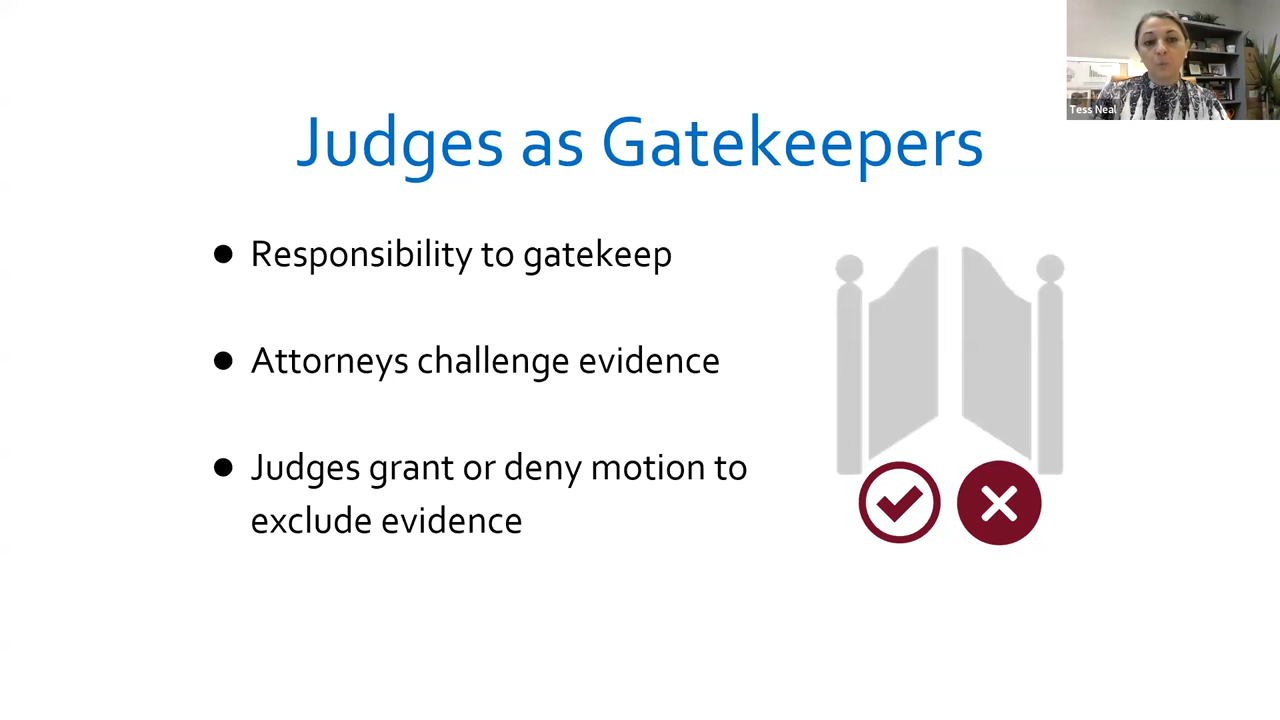 Tess Neal
Judges as Gatekeepers
● Responsibility to gatekeep
● Attorneys challenge evidence
● Judges grant or deny motion to
exclude evidence